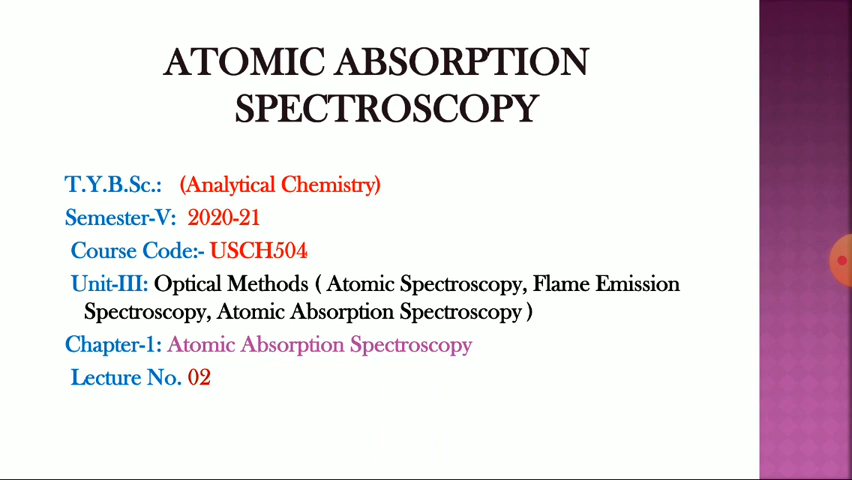 ATOMIC ABSORPTION
SPECTROSCOPY
T.Y.B.Sc.: (Analytical Chemistry)
Semester-V: 2020-21
Course Code:- USCH504
Unit-III: Optical Methods ( Atomic Spectroscopy, Flame Emission
Spectroscopy, Atomic Absorption Spectroscopy )
Chapter-1: Atomic Absorption Spectroscopy
Lecture No. 02